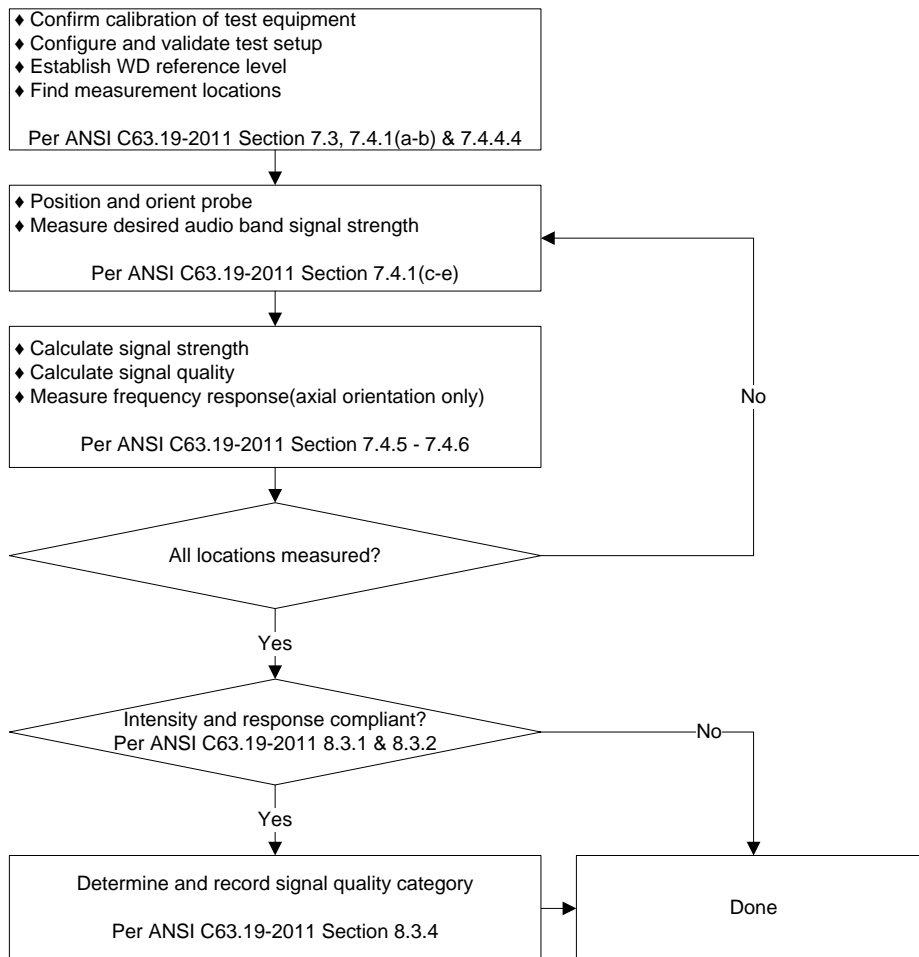 ♦ Confirm calibration of test equipment
♦ Configure and validate test setup
♦ Establish WD reference level
♦ Find measurement locations
Per ANSI C63.19-2011 Section 7.3, 7.4.1(a-b) & 7.4.4.4
♦ Position and orient probe
♦ Measure desired audio band signal strength
Per ANSI C63.19-2011 Section 7.4.1(c-e)
♦ Calculate signal strength
♦ Calculate signal quality
♦ Measure frequency response(axial orientation only)
Per ANSI C63.19-2011 Section 7.4.5 - 7.4.6
No
All locations measured?
Yes
Intensity and response compliant?
Per ANSI C63.19-2011 8.3.1 & 8.3.2
No
Yes
Determine and record signal quality category
Per ANSI C63.19-2011 Section 8.3.4
Done